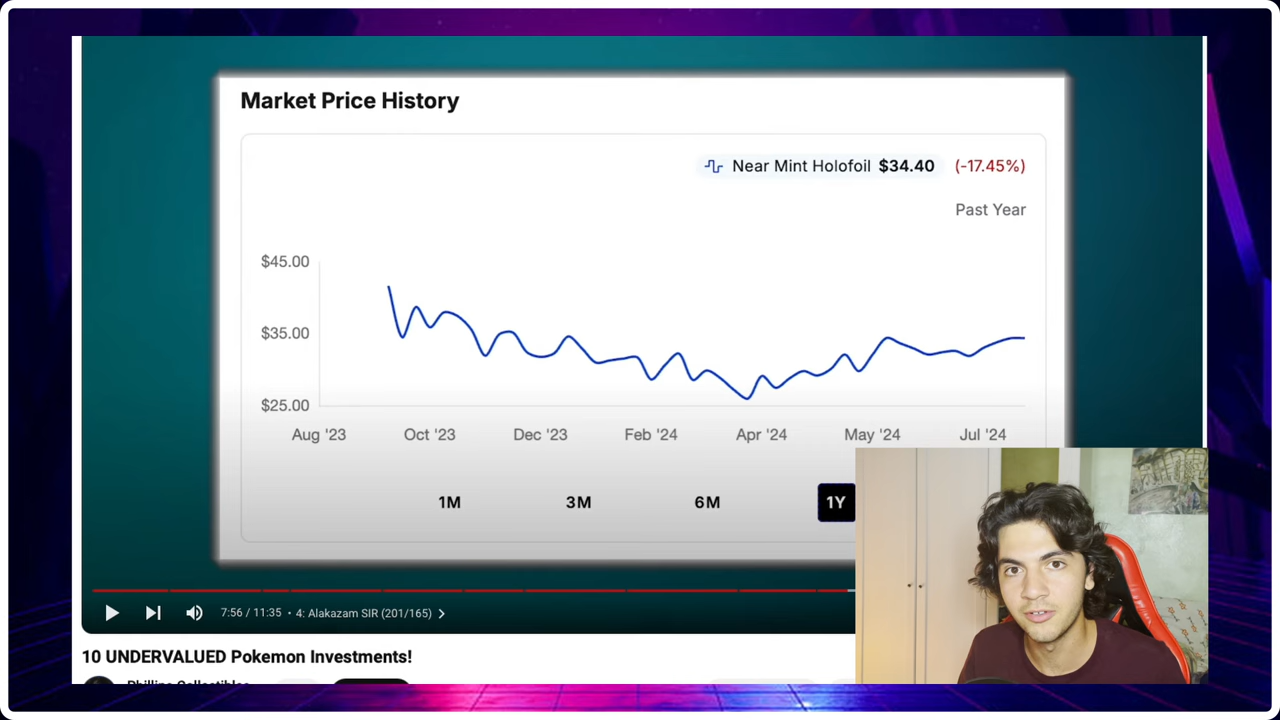 Market Price History
Near Mint Holofoil $34.40 (-17.45%)
Past Year
$45.00
$35.00
$25.00
Aug '23 Oct '23 Dec '23 Feb '24 Apr '24 May '24 Jul '24
1M 3M 6M 1Y
7:56 / 11:35 • 4: Alakazam SIR (201/165) >
10 UNDERVALUED Pokemon Investments!